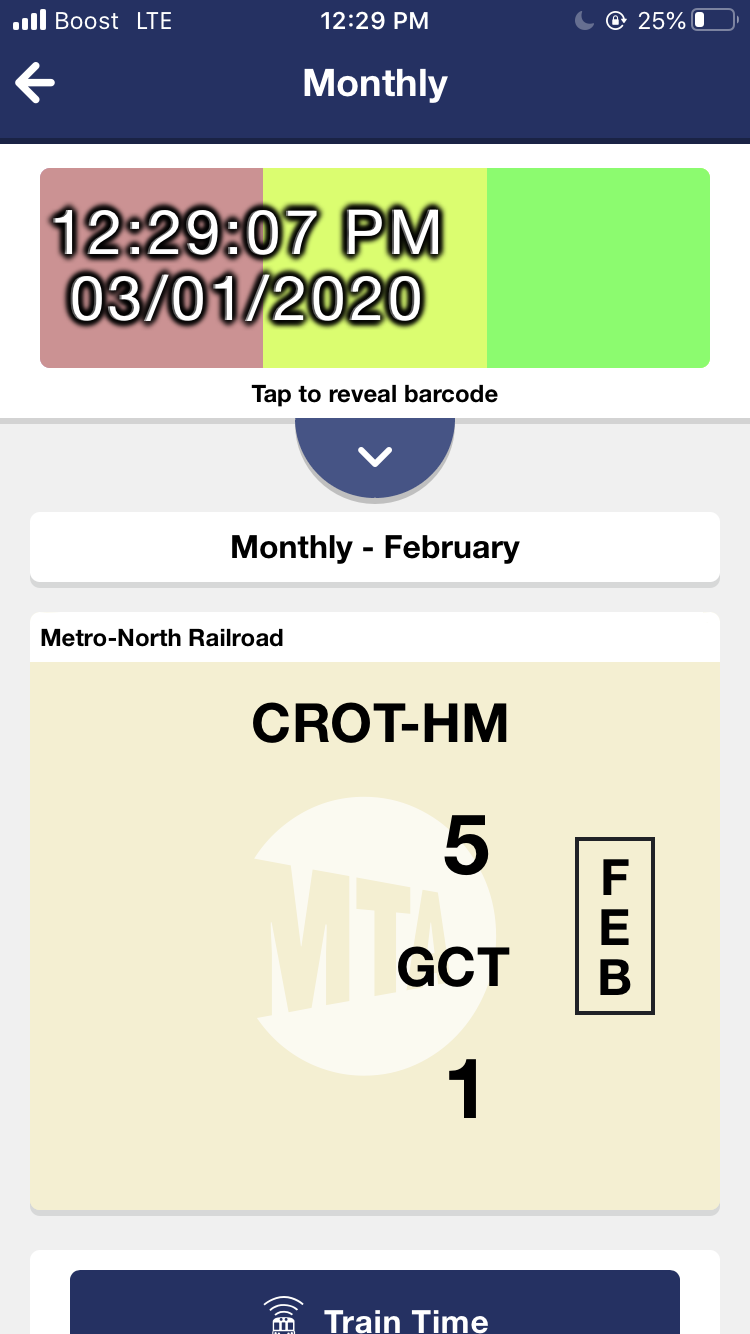 Boost LTE 12:29 PM 25%
Monthly
12:29:07 PM
03/01/2020
Tap to reveal barcode
Monthly - February
Metro-North Railroad
CROT-HM
5
MTA
GCT
1
F
E
B
Train Time